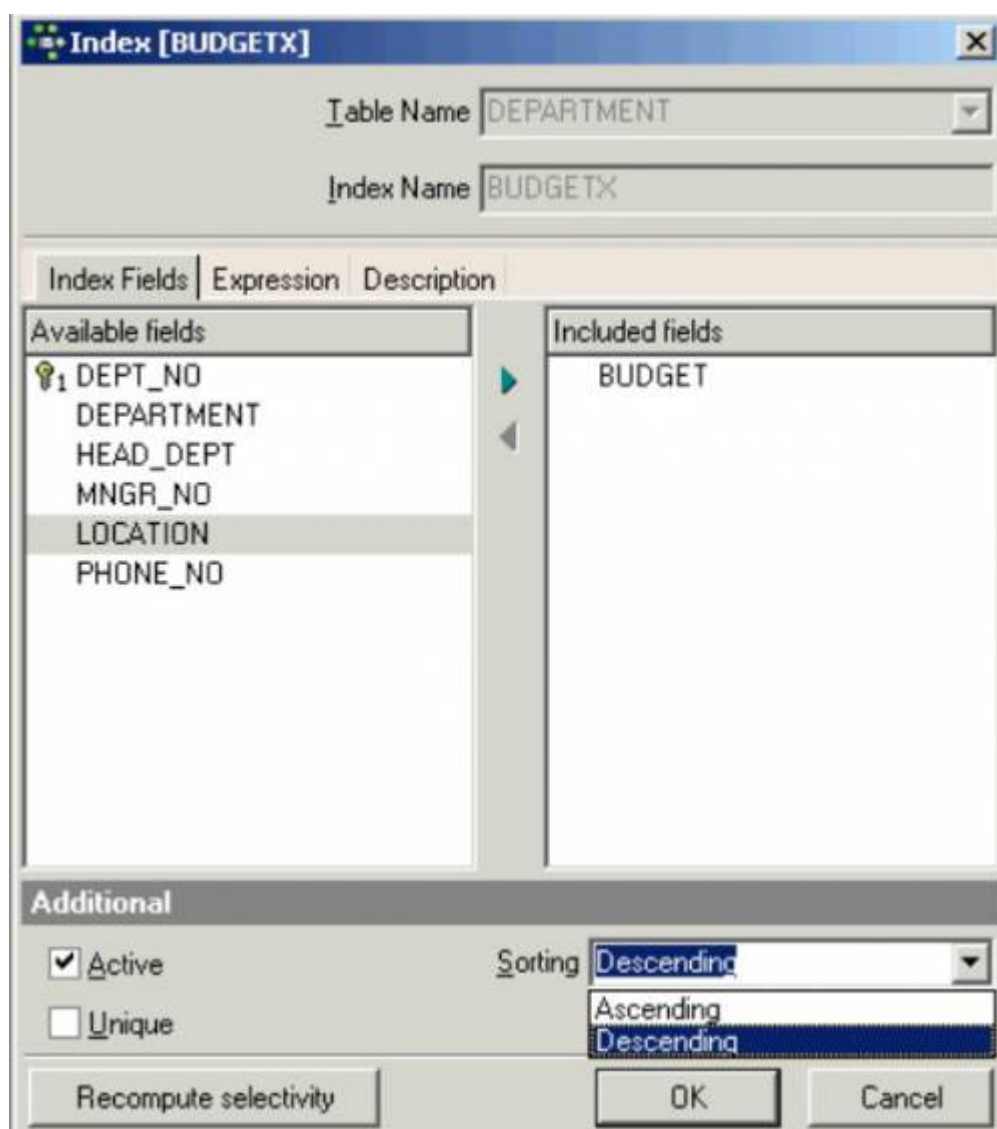 Index [BUDGETX]
Table Name DEPARTMENT
Index Name BUDGETX
Index Fields Expression Description
Available fields
1 DEPT_NO
DEPARTMENT
HEAD_DEPT
MNGR_NO
LOCATION
PHONE_NO
Included fields
BUDGET
Additional
Active
Unique
Sorting Descending
Ascending
Descending
Recompute selectivity
OK
Cancel